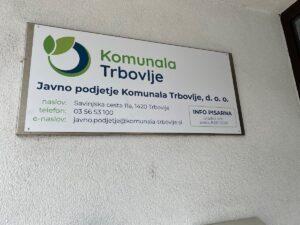 Komunala
Trbovlje
Javno podjetje Komunala Trbovlje, d. o. o.
naslov: Savinjska cesta 11a, 1420 Trbovlje
telefon: 03 56 53 100
e-naslov: javno.podjetje@komunala-trbovlje.si
INFO PISARNA